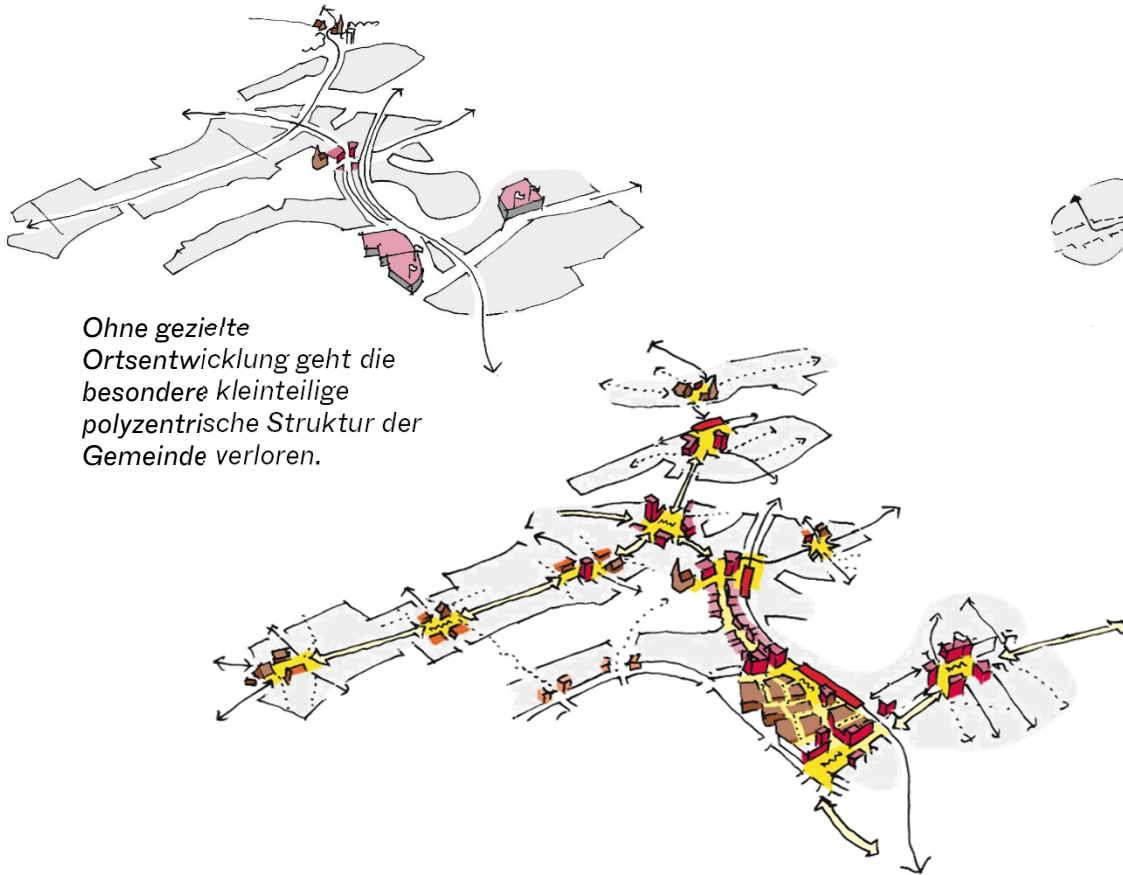 Ohne gezielte
Ortsentwicklung geht die
besondere kleinteilige
polyzentrische Struktur der
Gemeinde verloren.